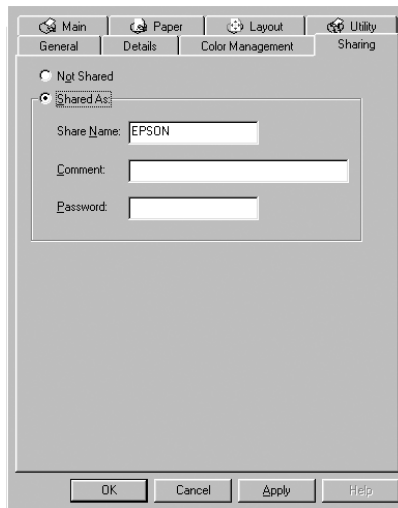 Main Paper Layout Utility
General Details Color Management Sharing
Not Shared
Shared As:
Share Name: EPSON
Comment:
Password:
OK Cancel Apply Help